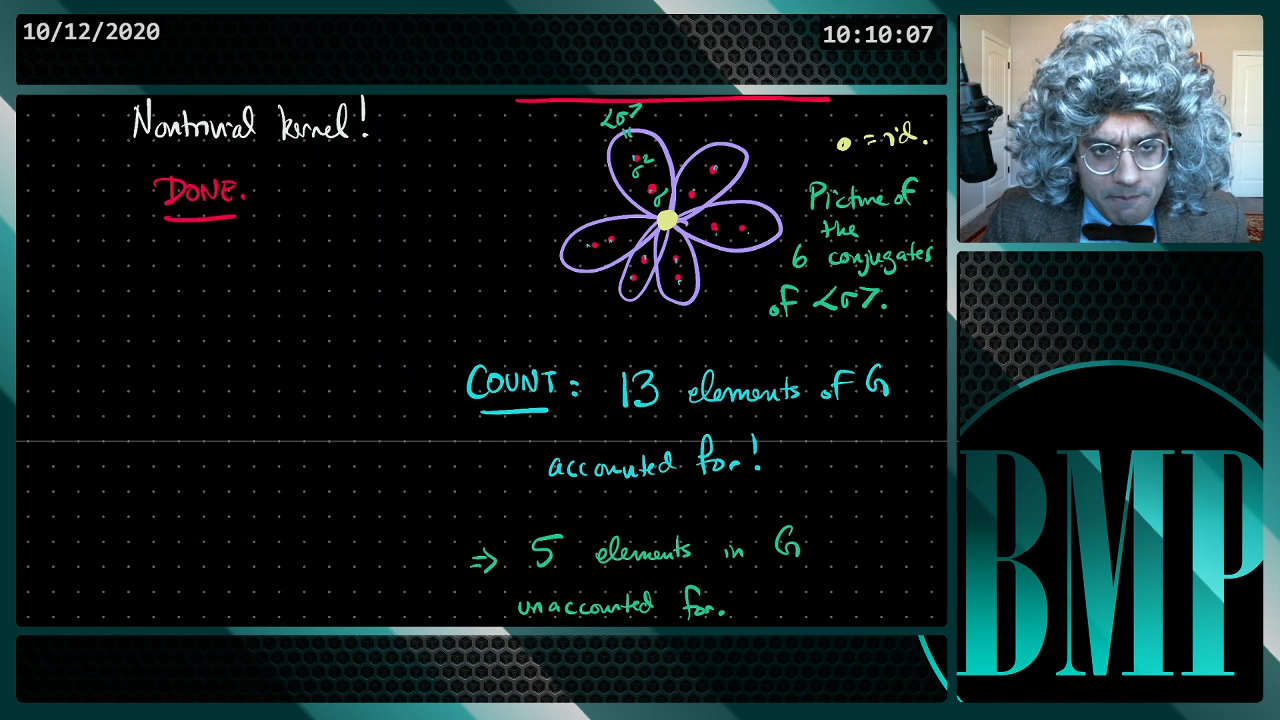 10/12/2020
10:10:07
Nontrivial kernel!
DONE.
<σ>
=
σ²
σ
= id.
Picture of
the
6 conjugates
of <σ>.
COUNT: 13 elements of G
accounted for!
⇒ 5 elements in G
unaccounted for.
BMP